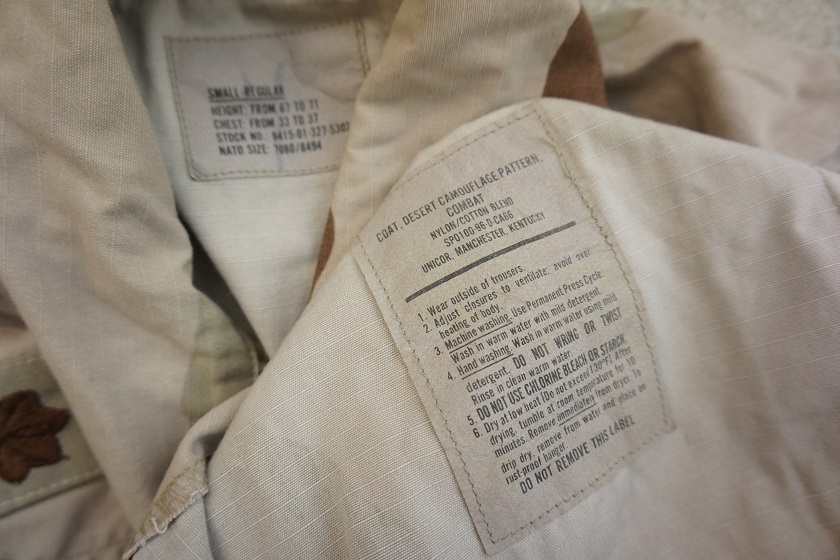 SMALL-REGULAR
HEIGHT: FROM 67 TO 71
CHEST: FROM 33 TO 37
STOCK NO.: 8415-01-327-5302
NATO SIZE: 7080/8494
COAT, DESERT CAMOUFLAGE PATTERN,
COMBAT
NYLON/COTTON BLEND
SPO100-96-D-CA66
UNICOR, MANCHESTER, KENTUCKY
1. Wear outside of trousers.
2. Adjust closures to ventilate; avoid over-
heating of body.
3. Machine washing: Use Permanent Press Cycle.
Wash in warm water with mild detergent.
4. Hand washing: Wash in warm water using mild
detergent. DO NOT WRING OR TWIST
Rinse in clean warm water.
5. DO NOT USE CHLORINE BLEACH OR STARCH.
6. Dry at low heat (Do not exceed 130°F). After
drying, tumble at room temperature for 10
minutes. Remove immediately from dryer. To
drip dry, remove from water and place on
rust-proof hanger.
DO NOT REMOVE THIS LABEL